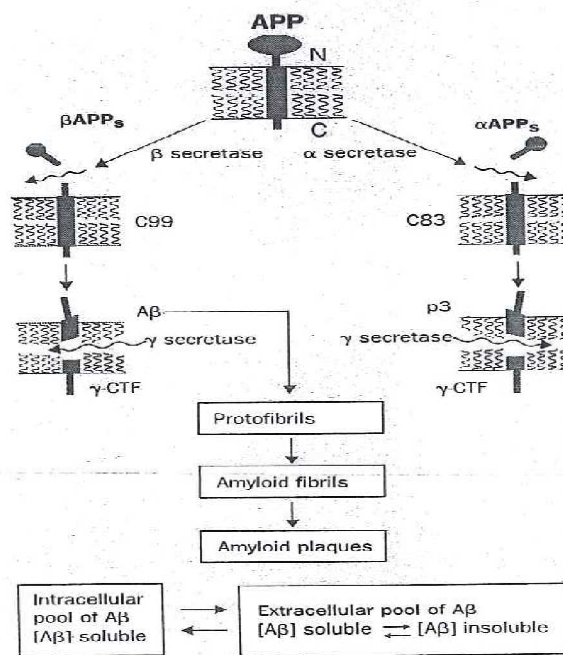 APP
N
C
βAPPs
αAPPs
β secretase
α secretase
C99
C83
Aβ
γ secretase
γ-CTF
p3
γ secretase
γ-CTF
Protofibrils
Amyloid fibrils
Amyloid plaques
Intracellular
pool of Aβ
[Aβ] soluble
Extracellular pool of Aβ
[Aβ] soluble ⇌ [Aβ] insoluble